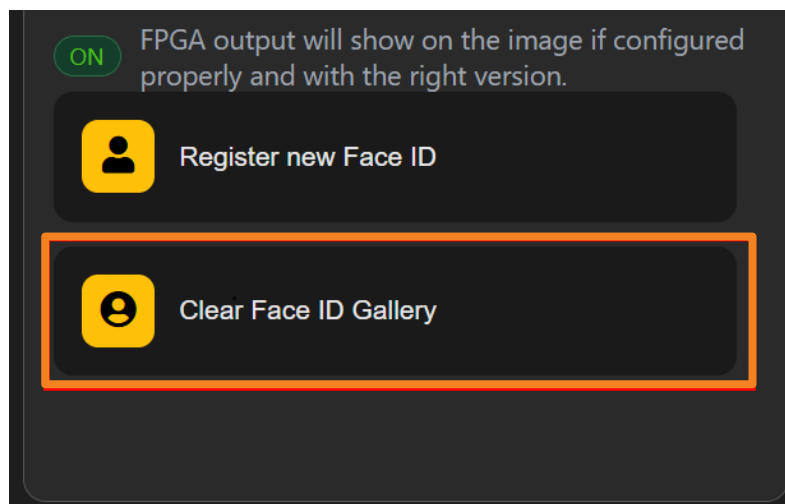 ON
FPGA output will show on the image if configured
properly and with the right version.
Register new Face ID
Clear Face ID Gallery